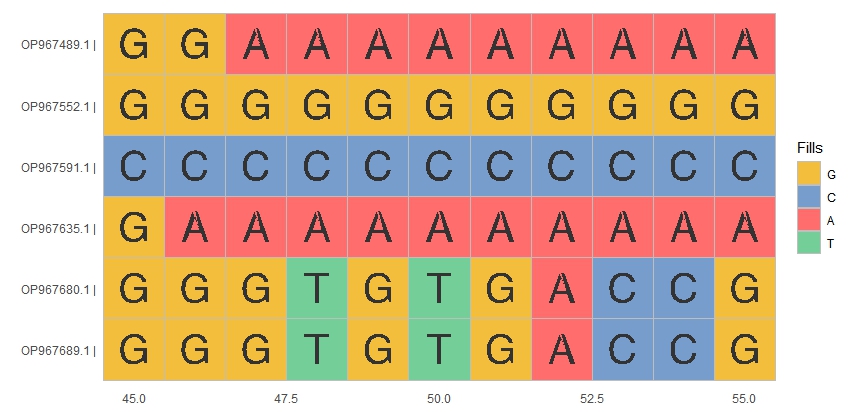 OP967489.1 | G G A A A A A A A A A
OP967552.1 | G G G G G G G G G G G
OP967591.1 | C C C C C C C C C C C
OP967635.1 | G A A A A A A A A A A
OP967680.1 | G G G T G T G A C C G
OP967689.1 | G G G T G T G A C C G
45.0 47.5 50.0 52.5 55.0
Fills
G
C
A
T